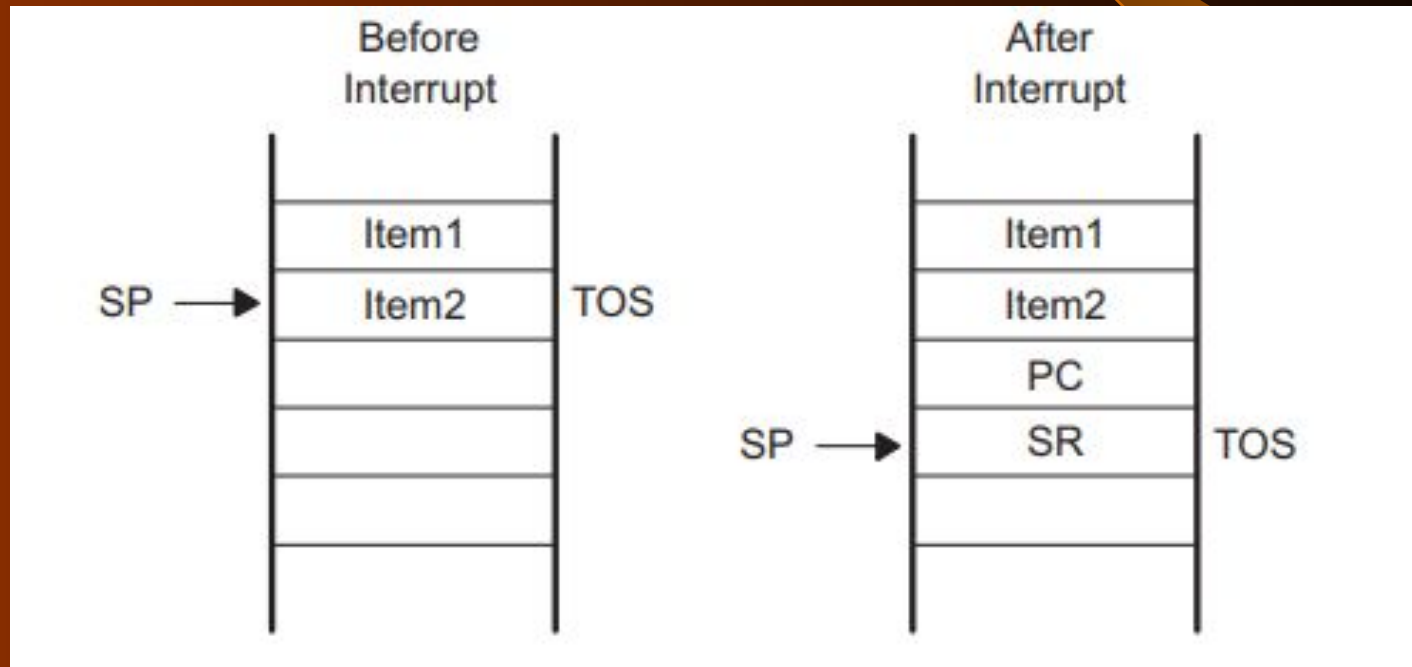 Before
Interrupt
Item1
SP
Item2
TOS
After
Interrupt
Item1
Item2
PC
SP
SR
TOS